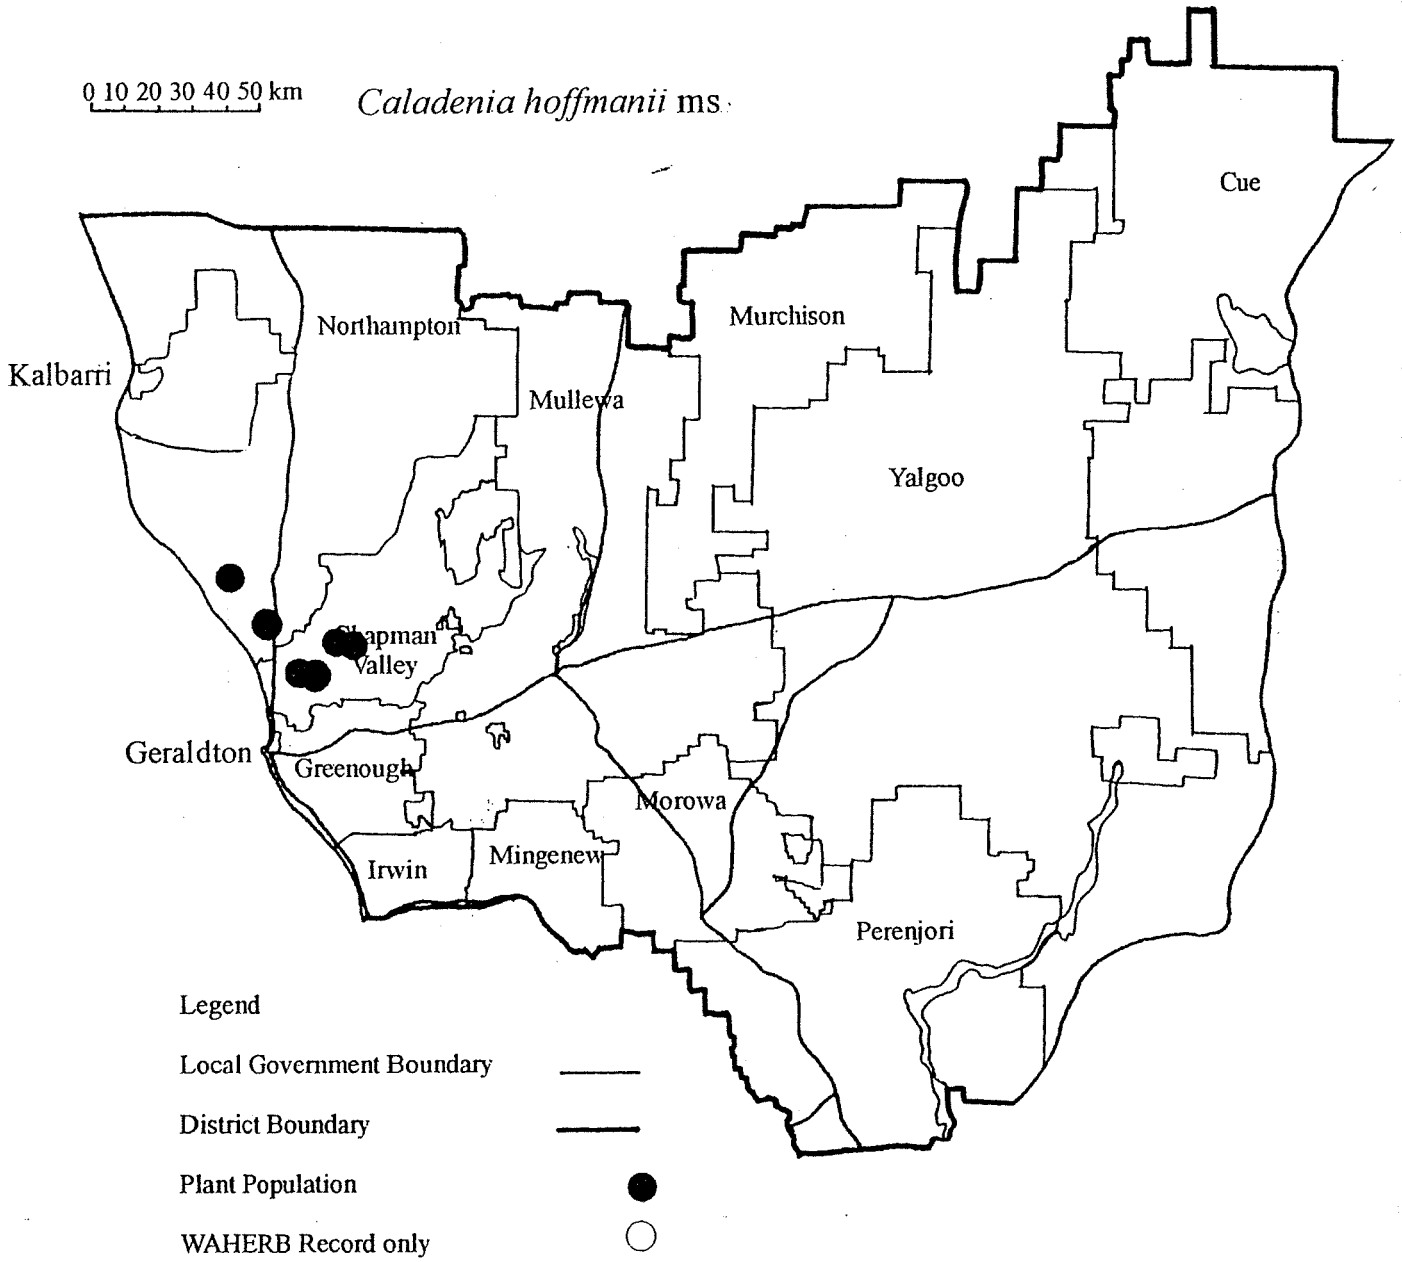 0 10 20 30 40 50 km
Caladenia hoffmanii ms
Cue
Northampton
Murchison
Kalbarri
Mullewa
Yalgoo
Chapman
Valley
Geraldton
Greenough
Morowa
Irwin
Mingenew
Perenjori
Legend
Local Government Boundary
District Boundary
Plant Population
WAHERB Record only